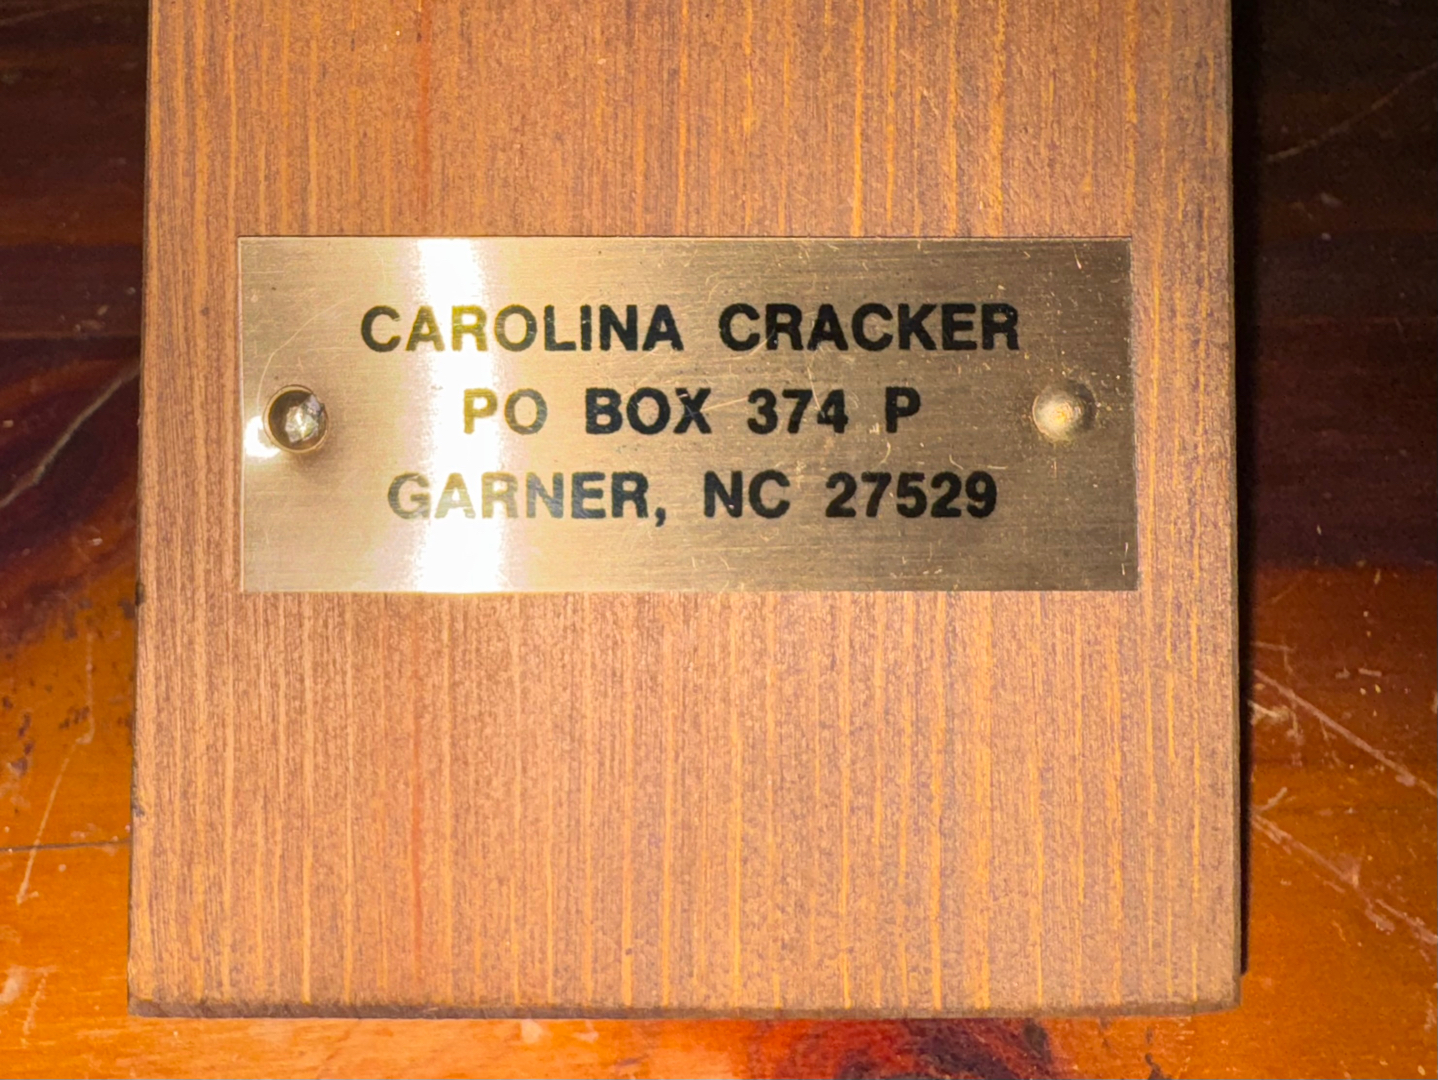 CAROLINA CRACKER
PO BOX 374 P
GARNER, NC 27529